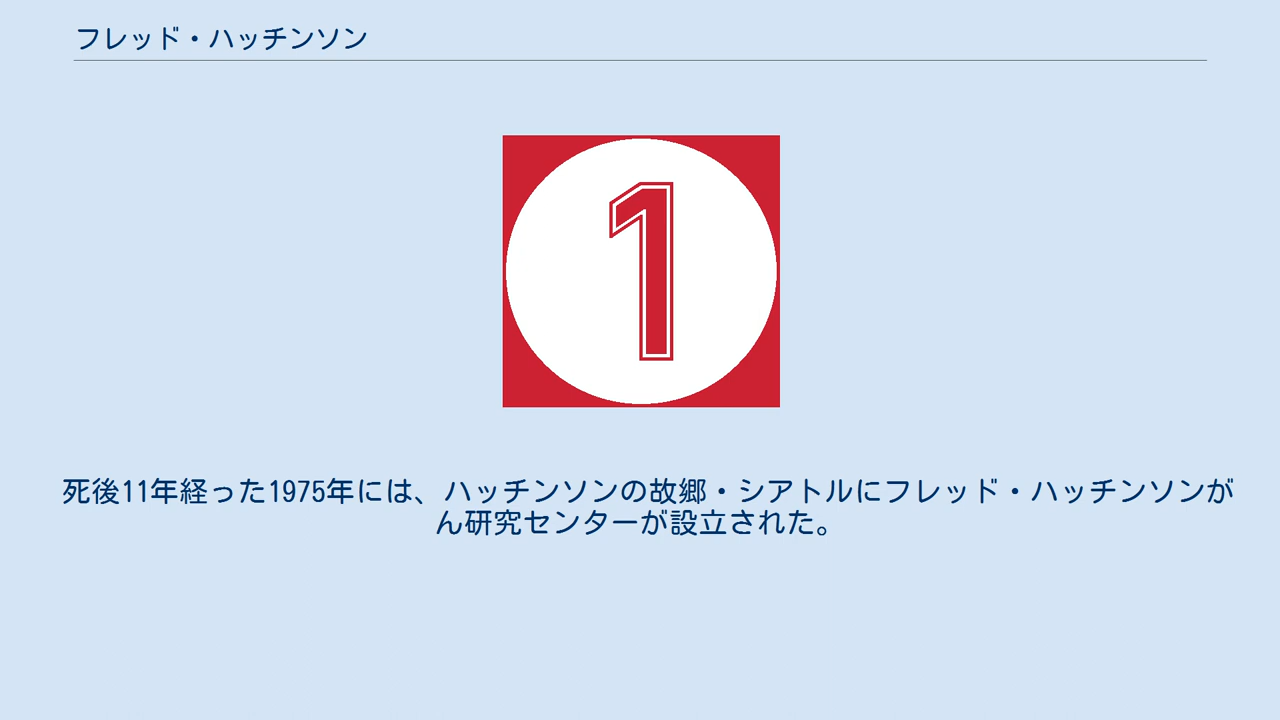 フレッド・ハッチンソン
1
死後11年経った1975年には、ハッチンソンの故郷・シアトルにフレッド・ハッチンソンが
ん研究センターが設立された。